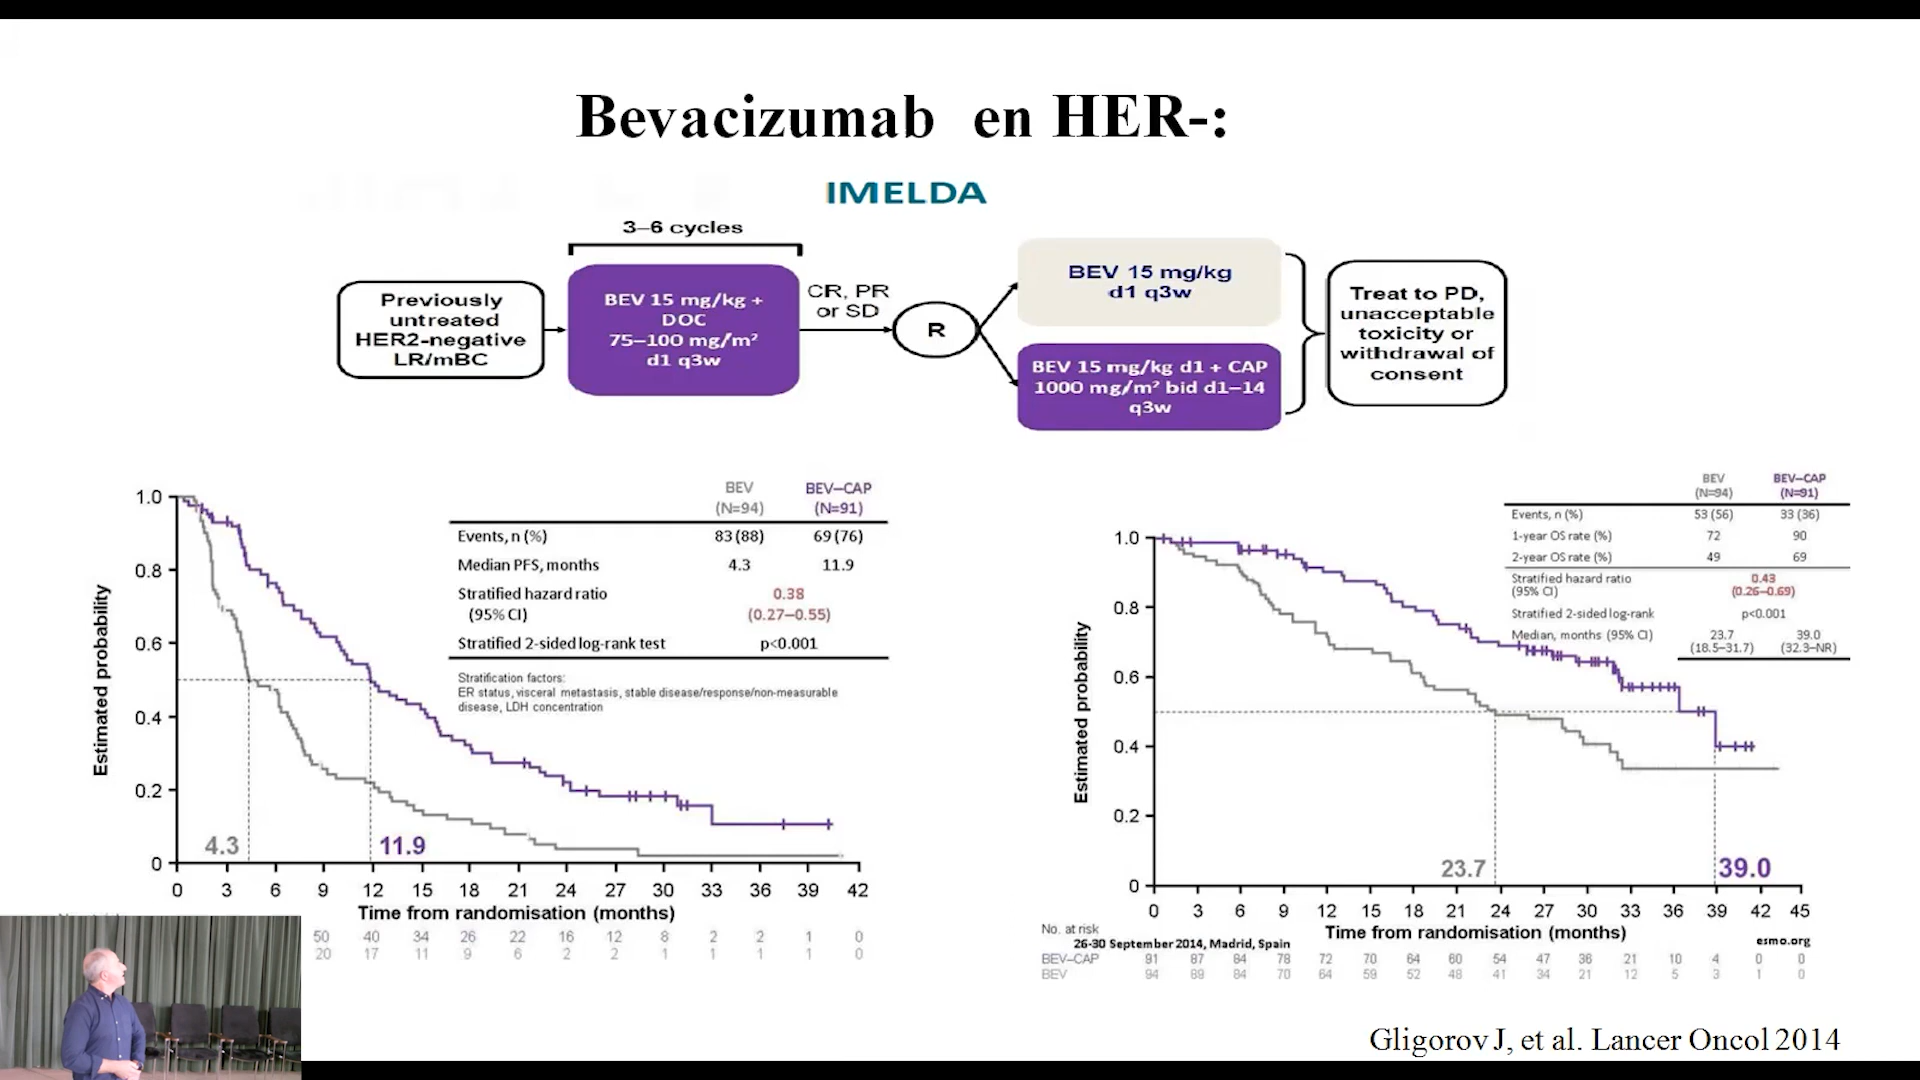 Bevacizumab en HER-:
IMELDA
3–6 cycles
Previously
untreated
HER2-negative
LR/mBC
BEV 15 mg/kg +
DOC
75–100 mg/m²
d1 q3w
CR, PR
or SD
R
BEV 15 mg/kg
d1 q3w
BEV 15 mg/kg d1 + CAP
1000 mg/m² bid d1–14
q3w
Treat to PD,
unacceptable
toxicity or
withdrawal of
consent
BEV BEV–CAP
(N=94) (N=91)
Events, n (%) 83 (88) 69 (76)
Median PFS, months 4.3 11.9
Stratified hazard ratio 0.38
(95% CI) (0.27–0.55)
Stratified 2-sided log-rank test p<0.001
Stratification factors:
ER status, visceral metastasis, stable disease/response/non-measurable
disease, LDH concentration
Estimated probability
1.0
0.8
0.6
0.4
0.2
0
4.3 11.9
0 3 6 9 12 15 18 21 24 27 30 33 36 39 42
Time from randomisation (months)
50 40 34 26 22 16 12 8 2 2 1 0
20 17 11 9 6 2 2 1 1 1 1 0
BEV BEV–CAP
(N=94) (N=91)
Events, n (%) 53 (56) 33 (36)
1-year OS rate (%) 72 90
2-year OS rate (%) 49 69
Stratified hazard ratio 0.43
(95% CI) (0.26–0.69)
Stratified 2-sided log-rank p<0.001
Median, months (95% CI) 23.7 39.0
(18.5–31.7) (32.3–NR)
Estimated probability
1.0
0.8
0.6
0.4
0.2
0
23.7 39.0
0 3 6 9 12 15 18 21 24 27 30 33 36 39 42 45
Time from randomisation (months)
No. at risk
26-30 September 2014, Madrid, Spain
esmo.org
BEV–CAP 91 87 84 78 72 70 64 60 54 47 36 21 10 4 0 0
BEV 94 89 84 70 64 59 52 48 41 34 21 12 5 3 1 0
Gligorov J, et al. Lancer Oncol 2014